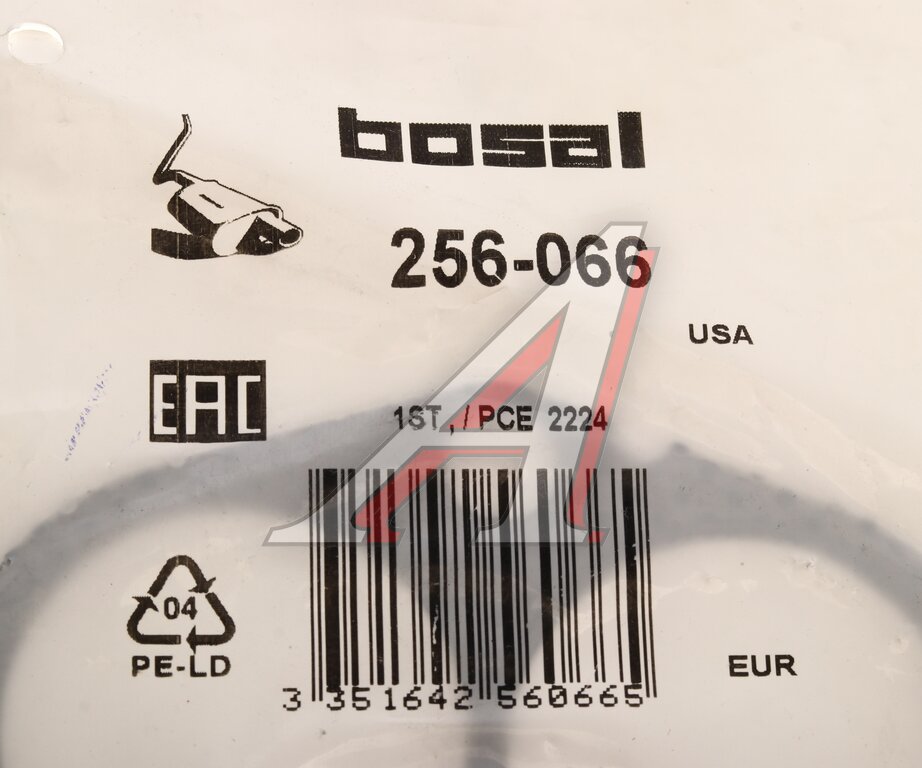 bosal
256-066
USA
EAC
1ST, / PCE 2224
04
PE-LD
EUR
3 351642 560665